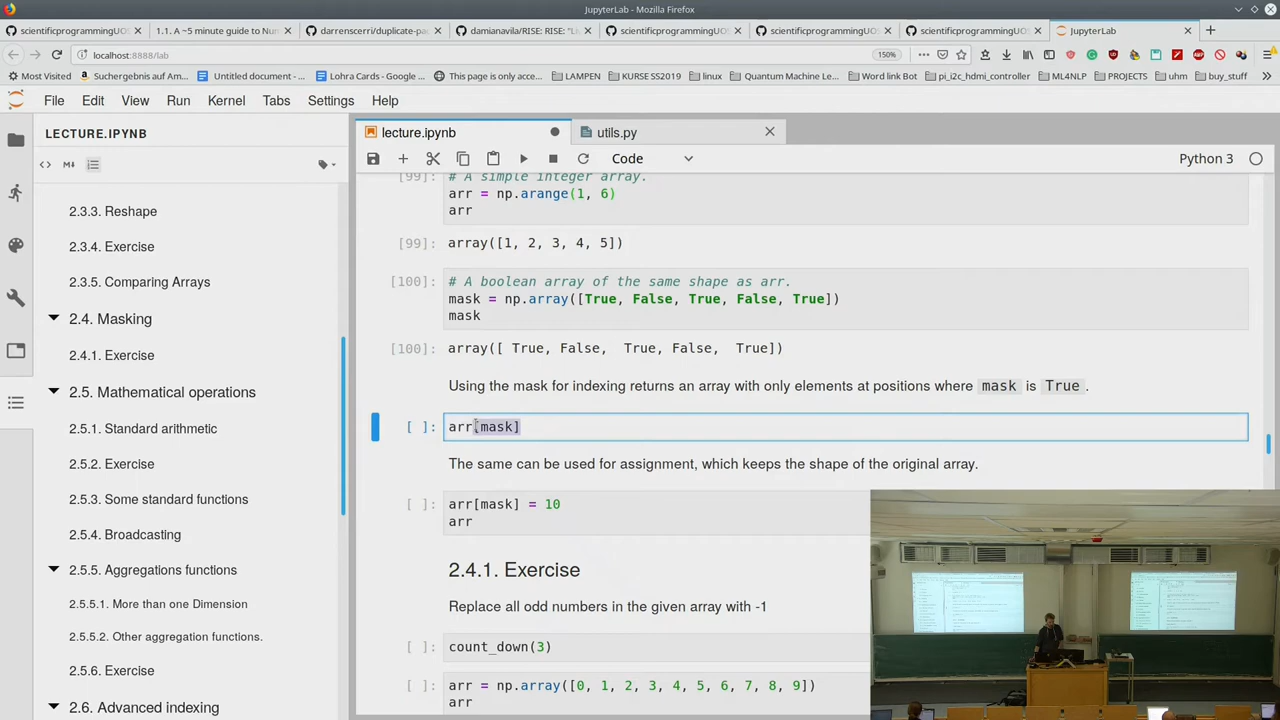 JupyterLab - Mozilla Firefox
scientificprogrammingUOS
1.1. A ~5 minute guide to Nu
darrenscerri/duplicate-pa
damianavila/RISE: RISE: "Li
scientificprogrammingUOS
scientificprogrammingUOS
scientificprogrammingUOS
JupyterLab
localhost:8888/lab
150%
Most Visited
Suchergebnis auf Am...
Untitled document -...
Lohra Cards - Google ...
This page is only acce...
LAMPEN
KURSE SS2019
linux
Quantum Machine Le...
Word link Bot
pi_i2c_hdmi_controller
ML4NLP
PROJECTS
uhm
buy_stuff
File Edit View Run Kernel Tabs Settings Help
LECTURE.IPYNB
2.3.3. Reshape
2.3.4. Exercise
2.3.5. Comparing Arrays
2.4. Masking
2.4.1. Exercise
2.5. Mathematical operations
2.5.1. Standard arithmetic
2.5.2. Exercise
2.5.3. Some standard functions
2.5.4. Broadcasting
2.5.5. Aggregations functions
2.5.5.1. More than one Dimension
2.5.5.2. Other aggregation functions.
2.5.6. Exercise
2.6. Advanced indexing
lecture.ipynb
utils.py
Code
Python 3
[99]: # A simple integer array.
arr = np.arange(1, 6)
arr
[99]: array([1, 2, 3, 4, 5])
[100]: # A boolean array of the same shape as arr.
mask = np.array([True, False, True, False, True])
mask
[100]: array([ True, False,  True, False,  True])
Using the mask for indexing returns an array with only elements at positions where mask is True.
[ ]: arr[mask]
The same can be used for assignment, which keeps the shape of the original array.
[ ]: arr[mask] = 10
arr
2.4.1. Exercise
Replace all odd numbers in the given array with -1
[ ]: count_down(3)
[ ]: arr = np.array([0, 1, 2, 3, 4, 5, 6, 7, 8, 9])
arr